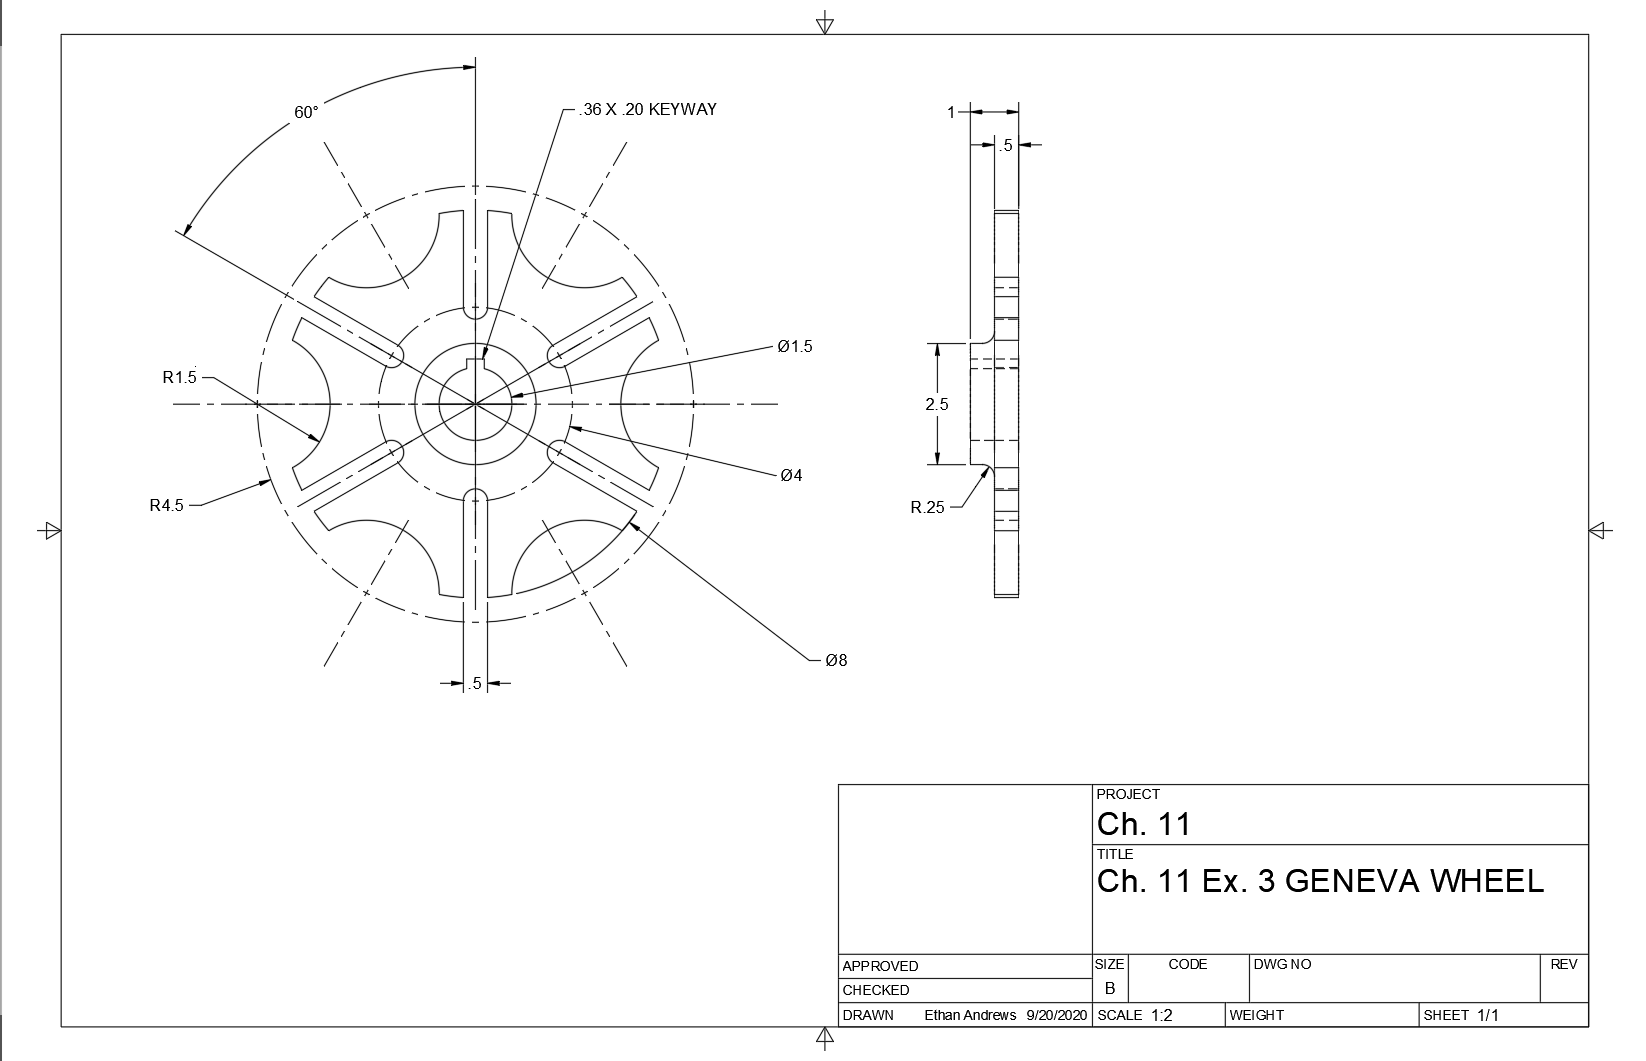 60°
.36 X .20 KEYWAY
1
.5
Ø1.5
R1.5
2.5
Ø4
R4.5
R.25
Ø8
.5
PROJECT
Ch. 11
TITLE
Ch. 11 Ex. 3 GENEVA WHEEL
APPROVED
SIZE CODE DWG NO REV
CHECKED
B
DRAWN Ethan Andrews 9/20/2020 SCALE 1:2 WEIGHT SHEET 1/1